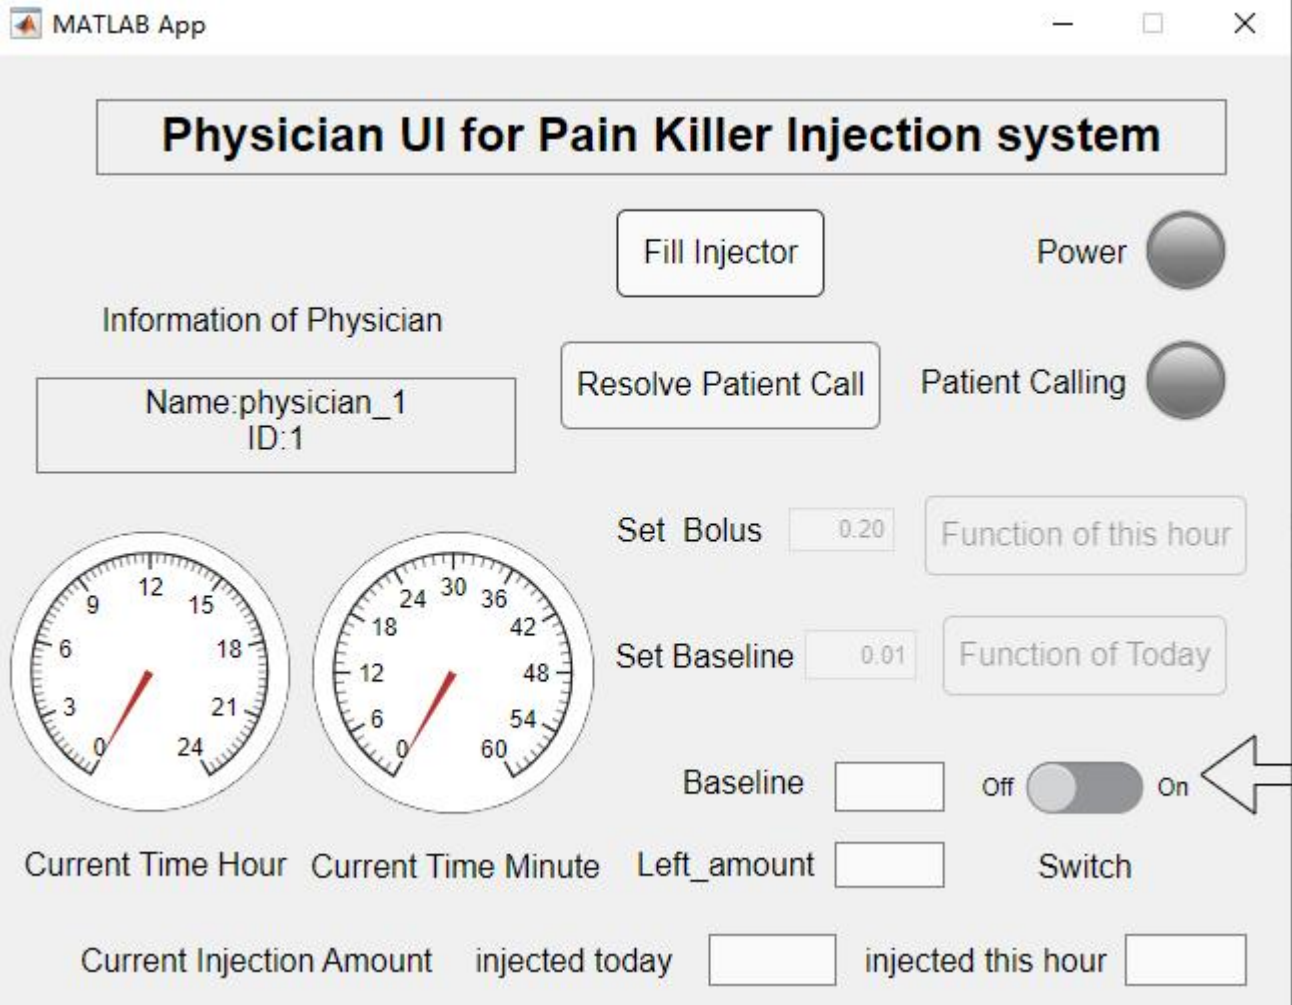 MATLAB App
Physician UI for Pain Killer Injection system
Fill Injector
Power
Information of Physician
Resolve Patient Call
Patient Calling
Name:physician_1
ID:1
Set  Bolus
0.20
Function of this hour
0
3
6
9
12
15
18
21
24
0
6
12
18
24
30
36
42
48
54
60
Set Baseline
0.01
Function of Today
Baseline
Off
On
Current Time Hour
Current Time Minute
Left_amount
Switch
Current Injection Amount
injected today
injected this hour